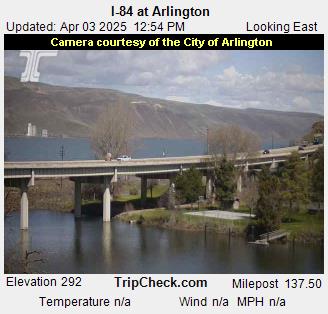 I-84 at Arlington
Updated: Apr 03 2025 12:54 PM Looking East
Camera courtesy of the City of Arlington
Elevation 292 TripCheck.com Milepost 137.50
Temperature n/a Wind n/a MPH n/a